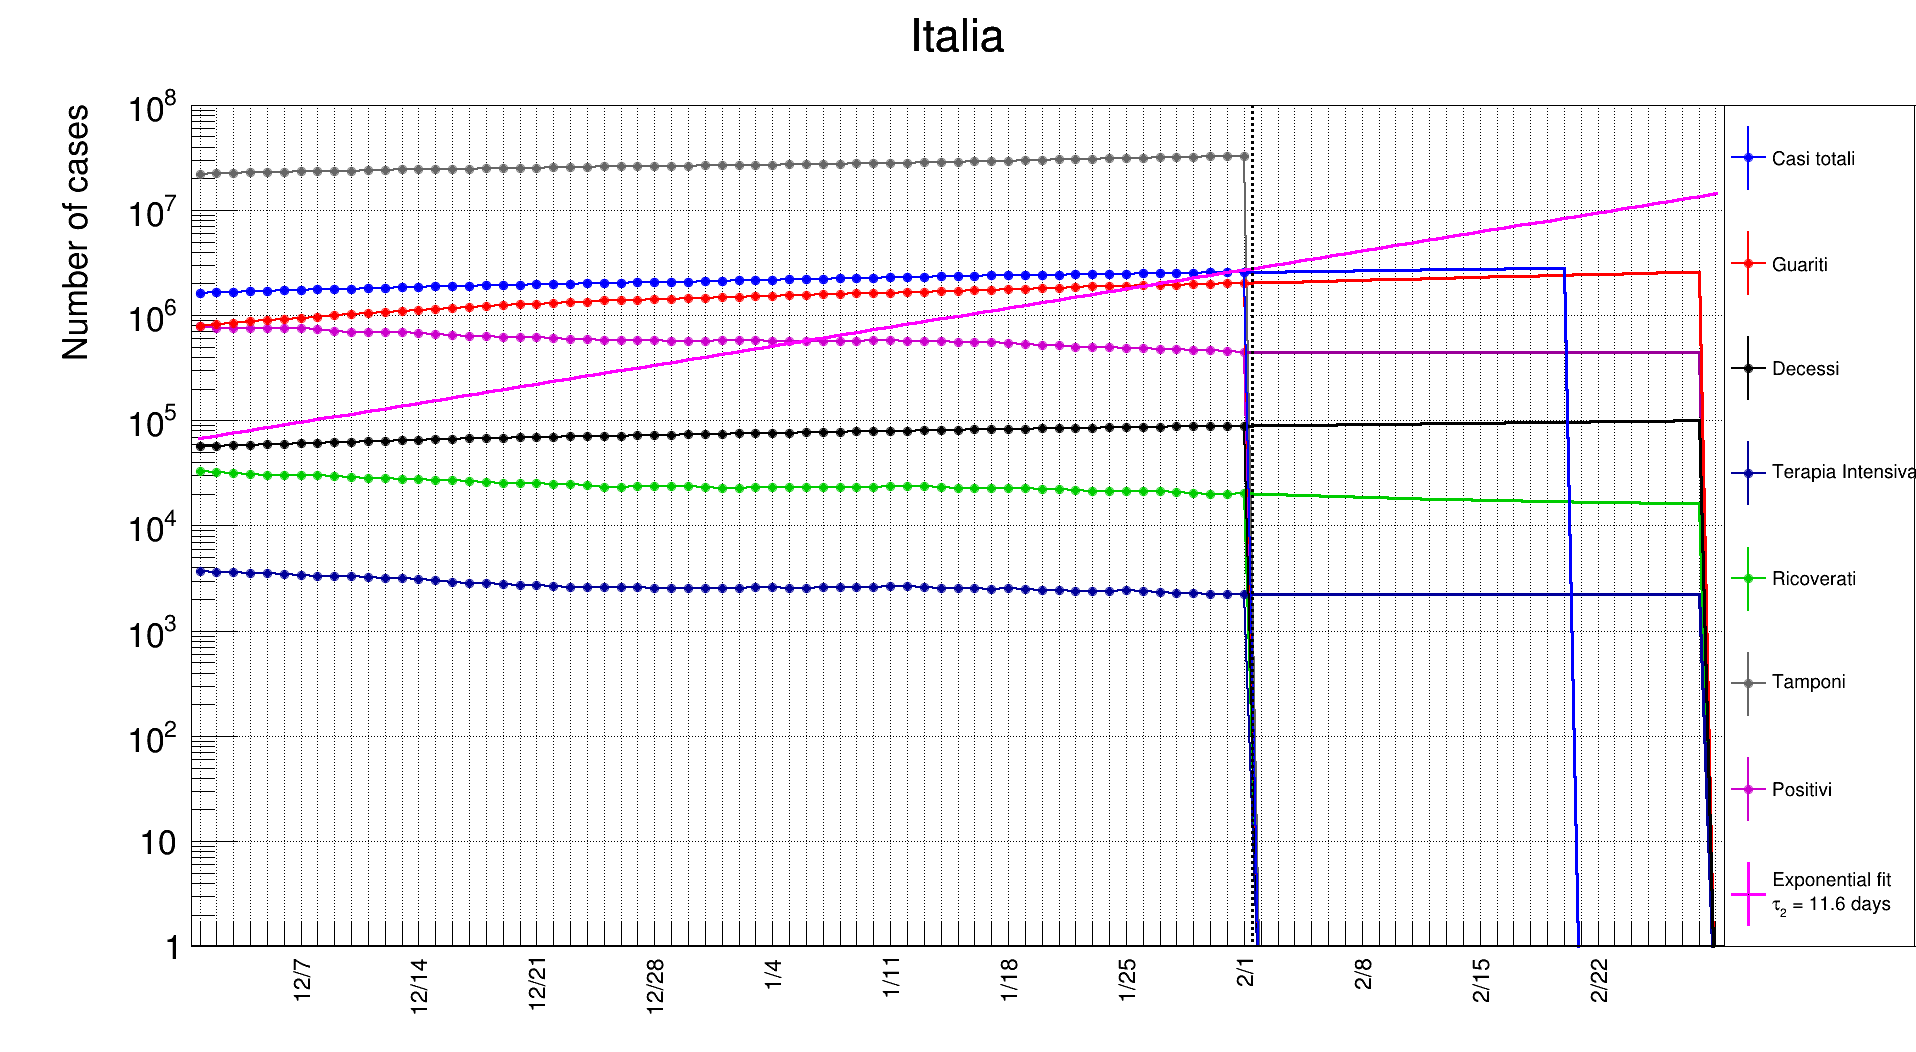 Italia
Number of cases
10^8
10^7
10^6
10^5
10^4
10^3
10^2
10
1
12/7
12/14
12/21
12/28
1/4
1/11
1/18
1/25
2/1
2/8
2/15
2/22
Casi totali
Guariti
Decessi
Terapia Intensiva
Ricoverati
Tamponi
Positivi
Exponential fit
τ_2 = 11.6 days